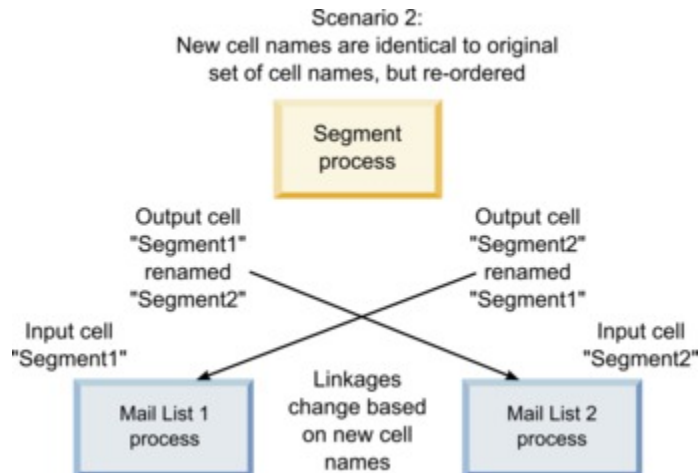 Scenario 2:
New cell names are identical to original
set of cell names, but re-ordered
Segment
process
Output cell
"Segment1"
renamed
"Segment2"
Output cell
"Segment2"
renamed
"Segment1"
Input cell
"Segment1"
Input cell
"Segment2"
Mail List 1
process
Linkages
change based
on new cell
names
Mail List 2
process